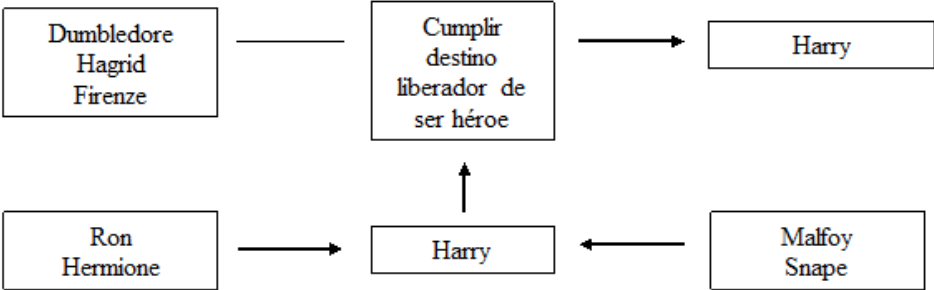 Dumbledore
Hagrid
Firenze
Cumplir
destino
liberador de
ser héroe
Harry
Ron
Hermione
Harry
Malfoy
Snape